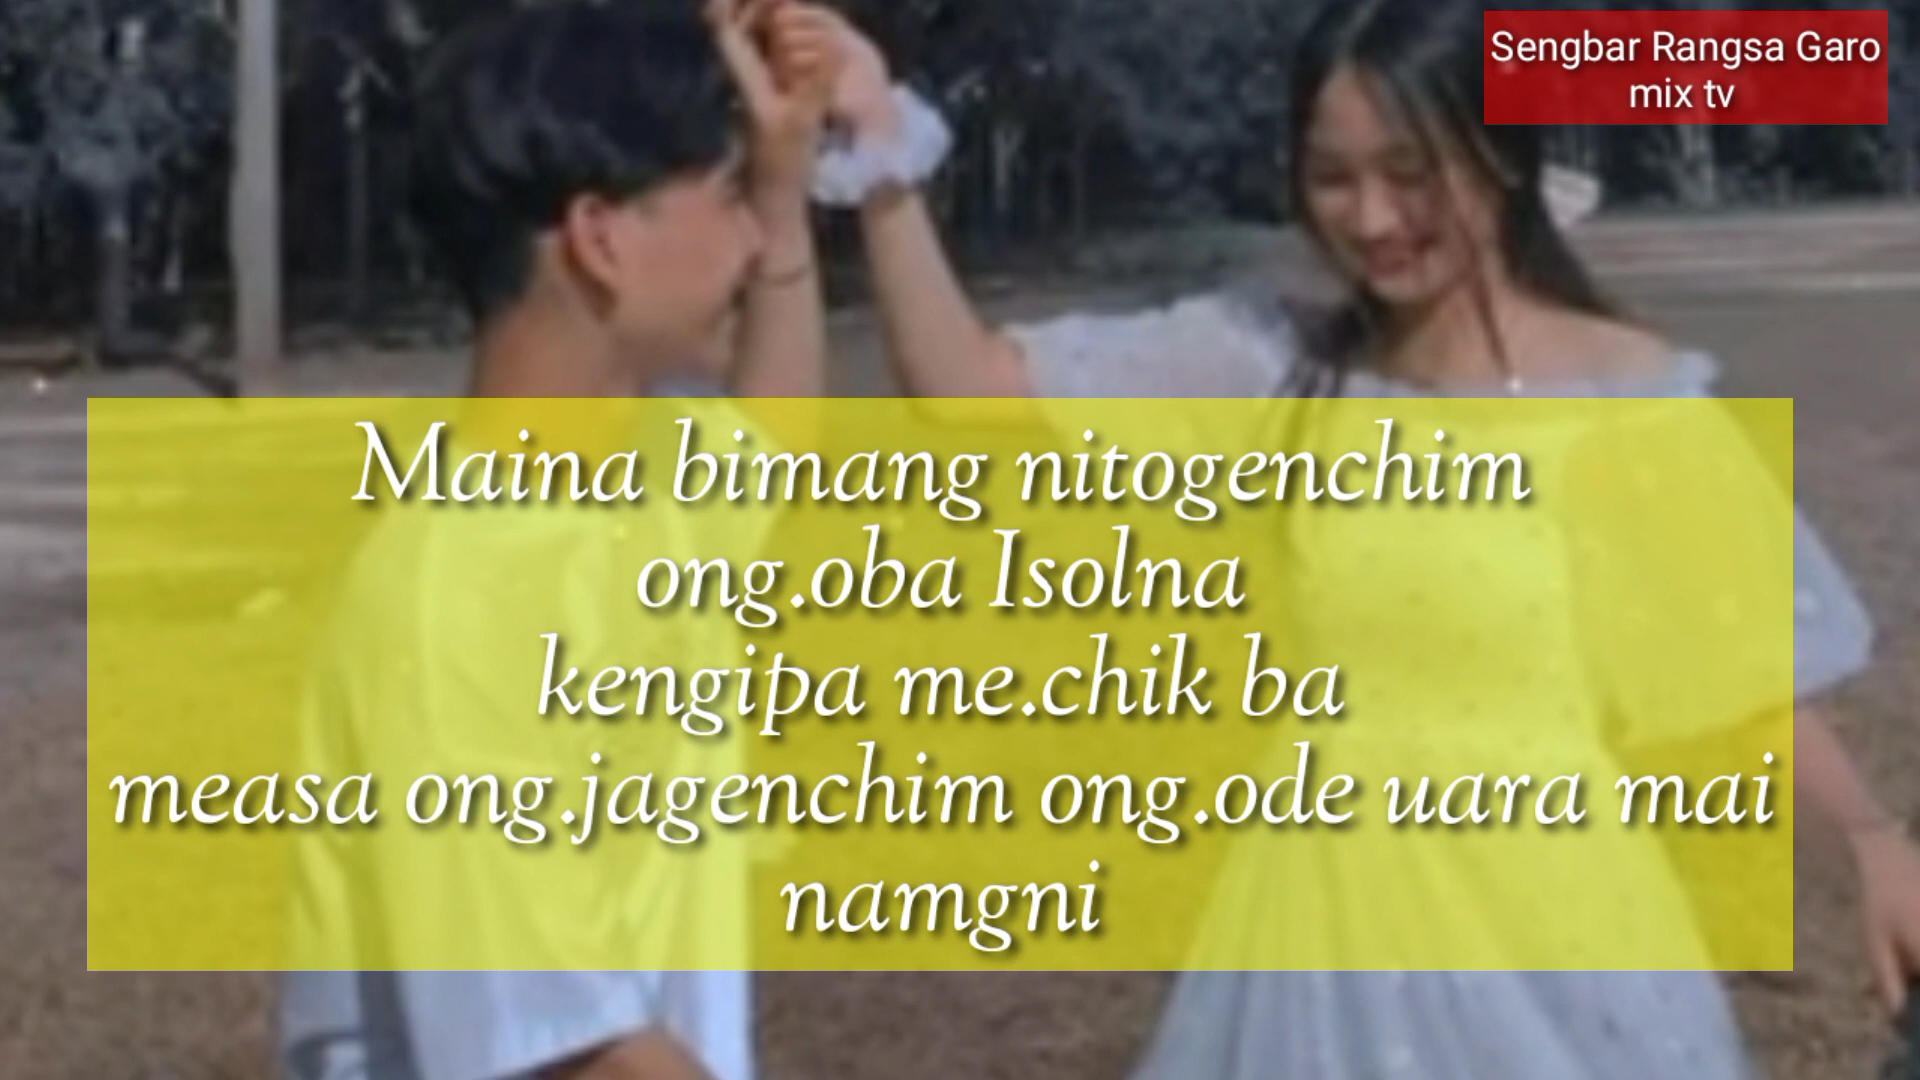 Sengbar Rangsa Garo
mix tv
Maina bimang nitogenchim
ong.oba Isolna
kengipa me.chik ba
measa ong.jagenchim ong.ode uara mai
namgni